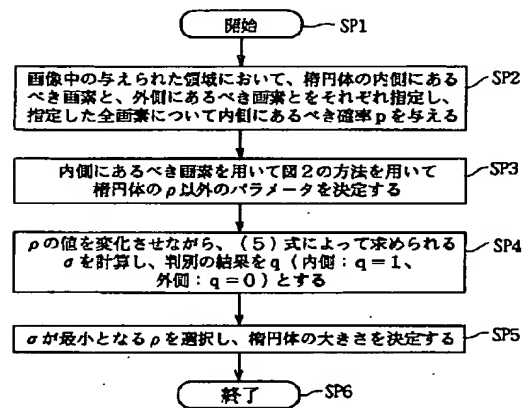 開始
SP1
画像中の与えられた領域において、楕円体の内側にある
べき画素と、外側にあるべき画素とをそれぞれ指定し、
指定した全画素について内側にあるべき確率pを与える
SP2
内側にあるべき画素を用いて図2の方法を用いて
楕円体のρ以外のパラメータを決定する
SP3
ρの値を変化させながら、(5)式によって求められる
σを計算し、判別の結果をq(内側:q=1、
外側:q=0)とする
SP4
σが最小となるρを選択し、楕円体の大きさを決定する
SP5
終了
SP6